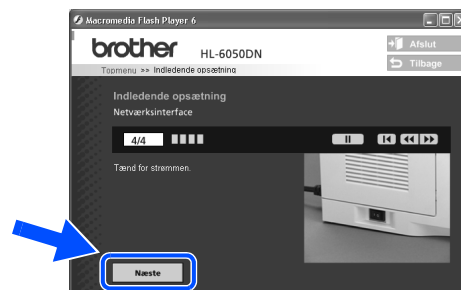 Macromedia Flash Player 6
brother HL-6050DN
Afslut
Tilbage
Topmenu >> Indledende opsætning
Indledende opsætning
Netværksinterface
4/4
Tænd for strømmen.
Næste